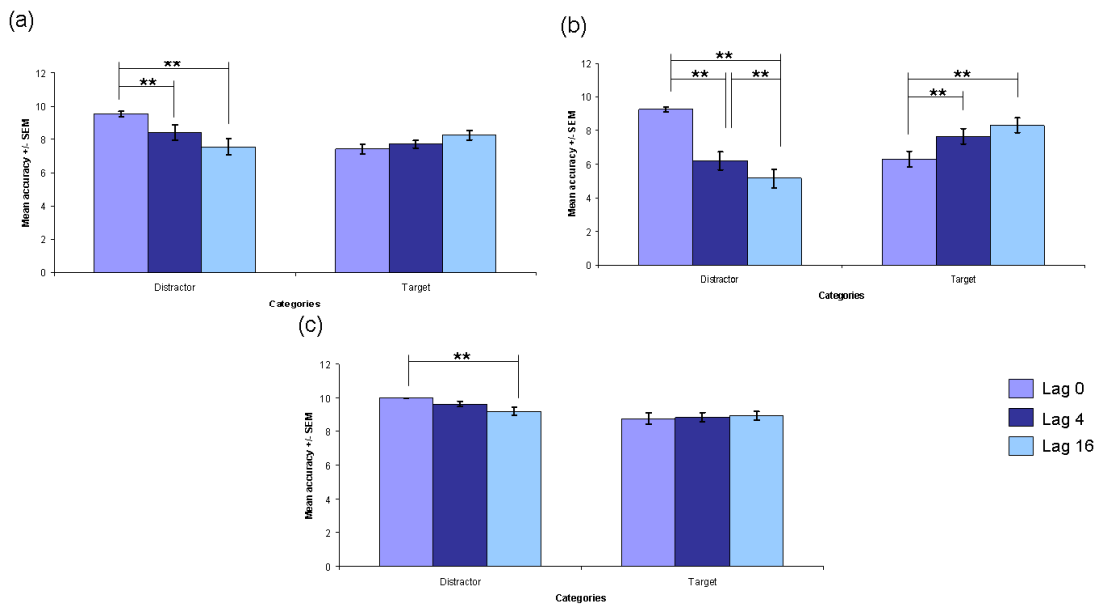 (a)
** 
**
12
10
8
6
4
2
0
Mean accuracy +/- SEM
Distractor Target
Categories
(b)
**
** ** **
**
12
10
8
6
4
2
0
Mean accuracy +/- SEM
Distractor Target
Categories
(c)
**
12
10
8
6
4
2
0
Mean accuracy +/- SEM
Distractor Target
Categories
Lag 0
Lag 4
Lag 16